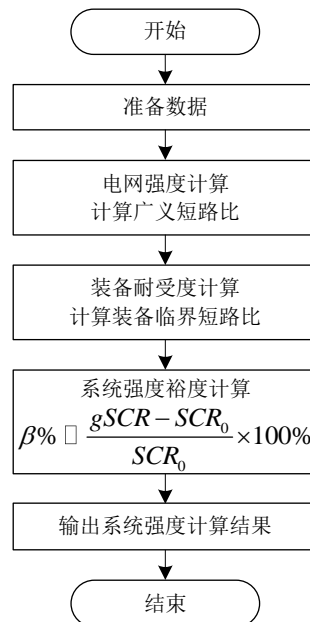 开始
准备数据
电网强度计算
计算广义短路比
装备耐受度计算
计算装备临界短路比
系统强度裕度计算
β% □ (gSCR − SCR₀) / SCR₀ ×100%
输出系统强度计算结果
结束